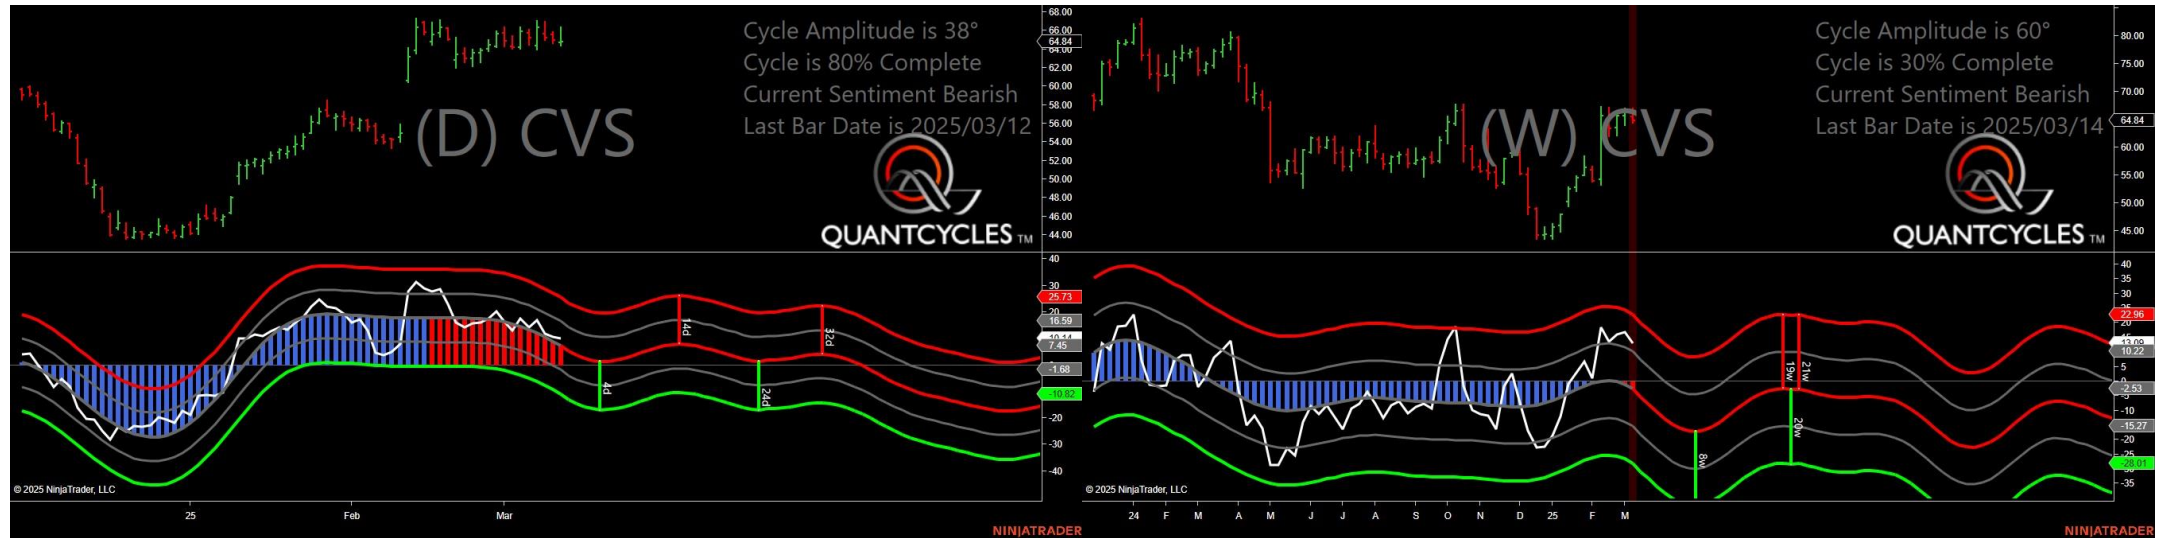 Cycle Amplitude is 38°
Cycle is 80% Complete
Current Sentiment Bearish
Last Bar Date is 2025/03/12
(D) CVS
QUANTCYCLES TM
68.00
66.00
64.84
64.00
62.00
60.00
58.00
56.00
54.00
52.00
50.00
48.00
46.00
44.00
40
30
25.73
20
16.59
7.45
-1.68
-10.82
-20
-30
-40
14d
32d
4d
24d
© 2025 NinjaTrader, LLC
25
Feb
Mar
NINJATRADER
Cycle Amplitude is 60°
Cycle is 30% Complete
Current Sentiment Bearish
Last Bar Date is 2025/03/14
(W) CVS
QUANTCYCLES TM
80.00
75.00
70.00
64.84
60.00
55.00
50.00
45.00
40
35
30
25
22.96
20
13.09
10.22
5
0
-2.53
-5
-10
-15.27
-20
-28.01
-35
19w
21w
20w
8w
© 2025 NinjaTrader, LLC
24
F
M
A
M
J
J
A
S
O
N
D
25
F
M
NINJATRADER